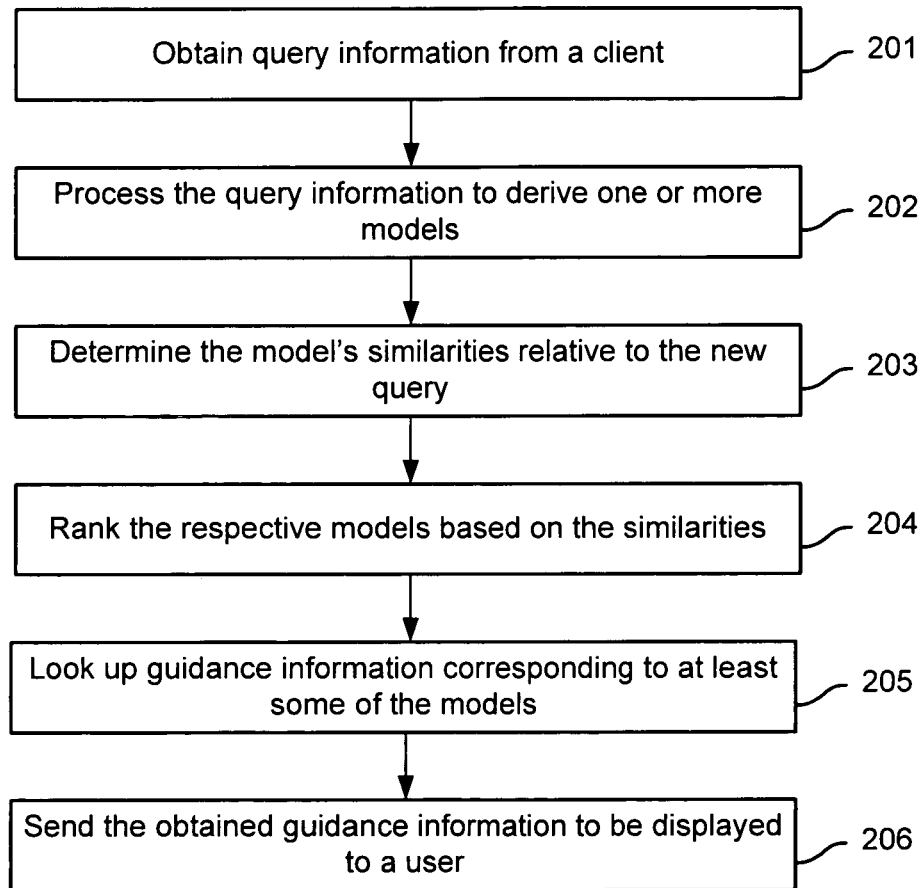 Obtain query information from a client
201
Process the query information to derive one or more
models
202
Determine the model's similarities relative to the new
query
203
Rank the respective models based on the similarities
204
Look up guidance information corresponding to at least
some of the models
205
Send the obtained guidance information to be displayed
to a user
206